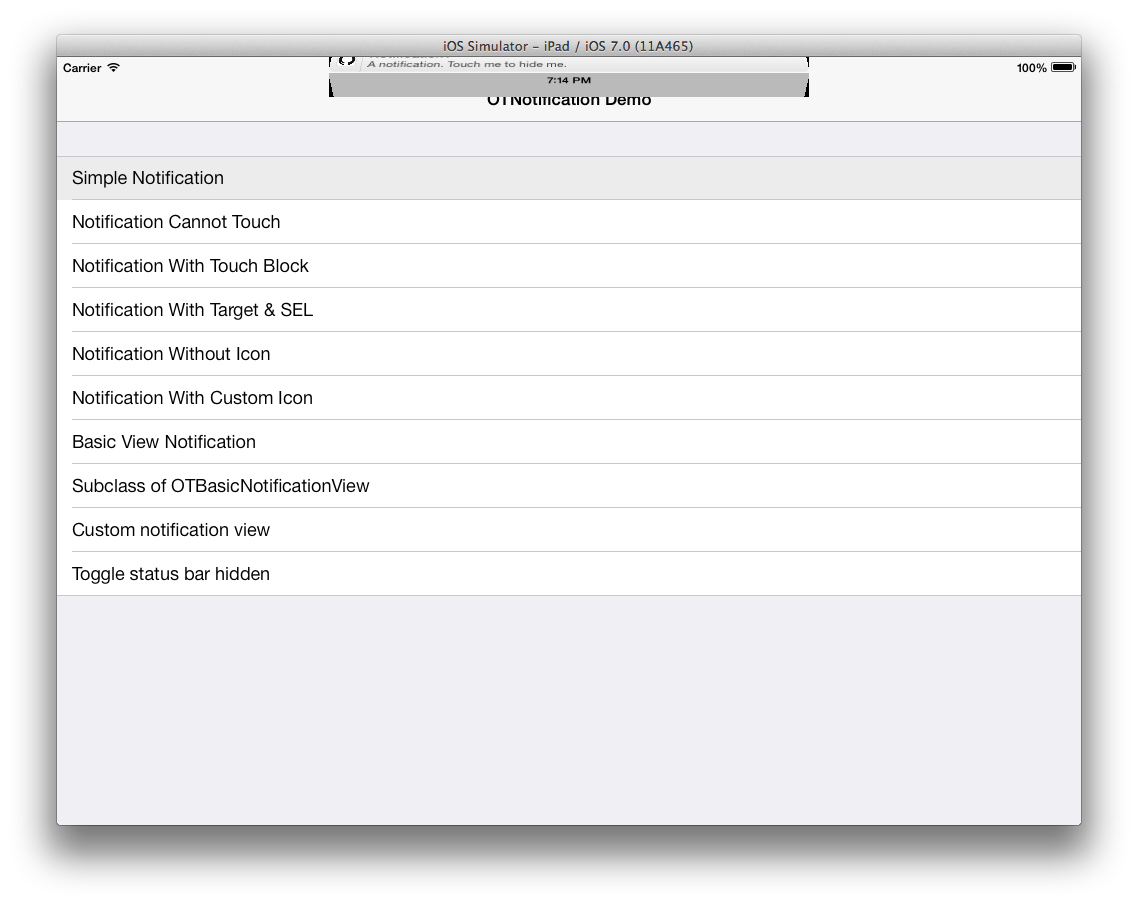 iOS Simulator – iPad / iOS 7.0 (11A465)
Carrier
A notification. Touch me to hide me.
100%
7:14 PM
OTNotification Demo
Simple Notification
Notification Cannot Touch
Notification With Touch Block
Notification With Target & SEL
Notification Without Icon
Notification With Custom Icon
Basic View Notification
Subclass of OTBasicNotificationView
Custom notification view
Toggle status bar hidden